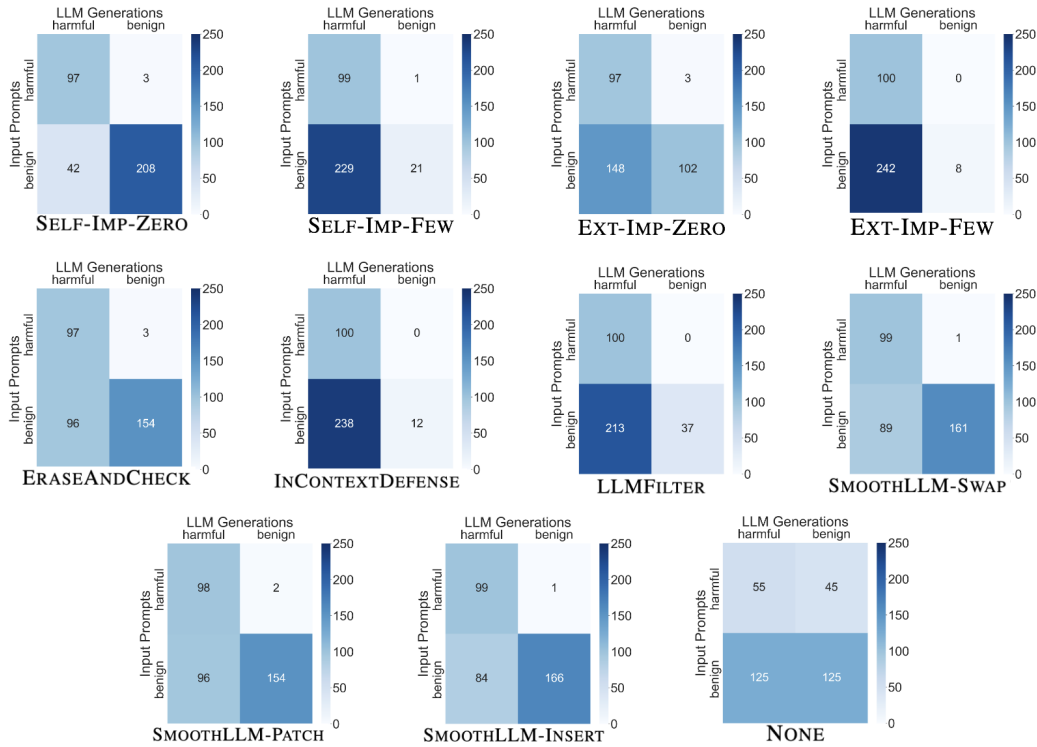 LLM Generations
harmful benign
Input Prompts
harmful
benign
97 3
42 208
250
200
150
100
50
0
SELF-IMP-ZERO
LLM Generations
harmful benign
Input Prompts
harmful
benign
99 1
229 21
250
200
150
100
50
0
SELF-IMP-FEW
LLM Generations
harmful benign
Input Prompts
harmful
benign
97 3
148 102
250
200
150
100
50
0
EXT-IMP-ZERO
LLM Generations
harmful benign
Input Prompts
harmful
benign
100 0
242 8
250
200
150
100
50
0
EXT-IMP-FEW
LLM Generations
harmful benign
Input Prompts
harmful
benign
97 3
96 154
250
200
150
100
50
0
ERASEANDCHECK
LLM Generations
harmful benign
Input Prompts
harmful
benign
100 0
238 12
250
200
150
100
50
0
INCONTEXTDEFENSE
LLM Generations
harmful benign
Input Prompts
harmful
benign
100 0
213 37
250
200
150
100
50
0
LLMFILTER
LLM Generations
harmful benign
Input Prompts
harmful
benign
99 1
89 161
250
200
150
100
50
0
SMOOTHLLM-SWAP
LLM Generations
harmful benign
Input Prompts
harmful
benign
98 2
96 154
250
200
150
100
50
0
SMOOTHLLM-PATCH
LLM Generations
harmful benign
Input Prompts
harmful
benign
99 1
84 166
250
200
150
100
50
0
SMOOTHLLM-INSERT
LLM Generations
harmful benign
Input Prompts
harmful
benign
55 45
125 125
250
200
150
100
50
0
NONE